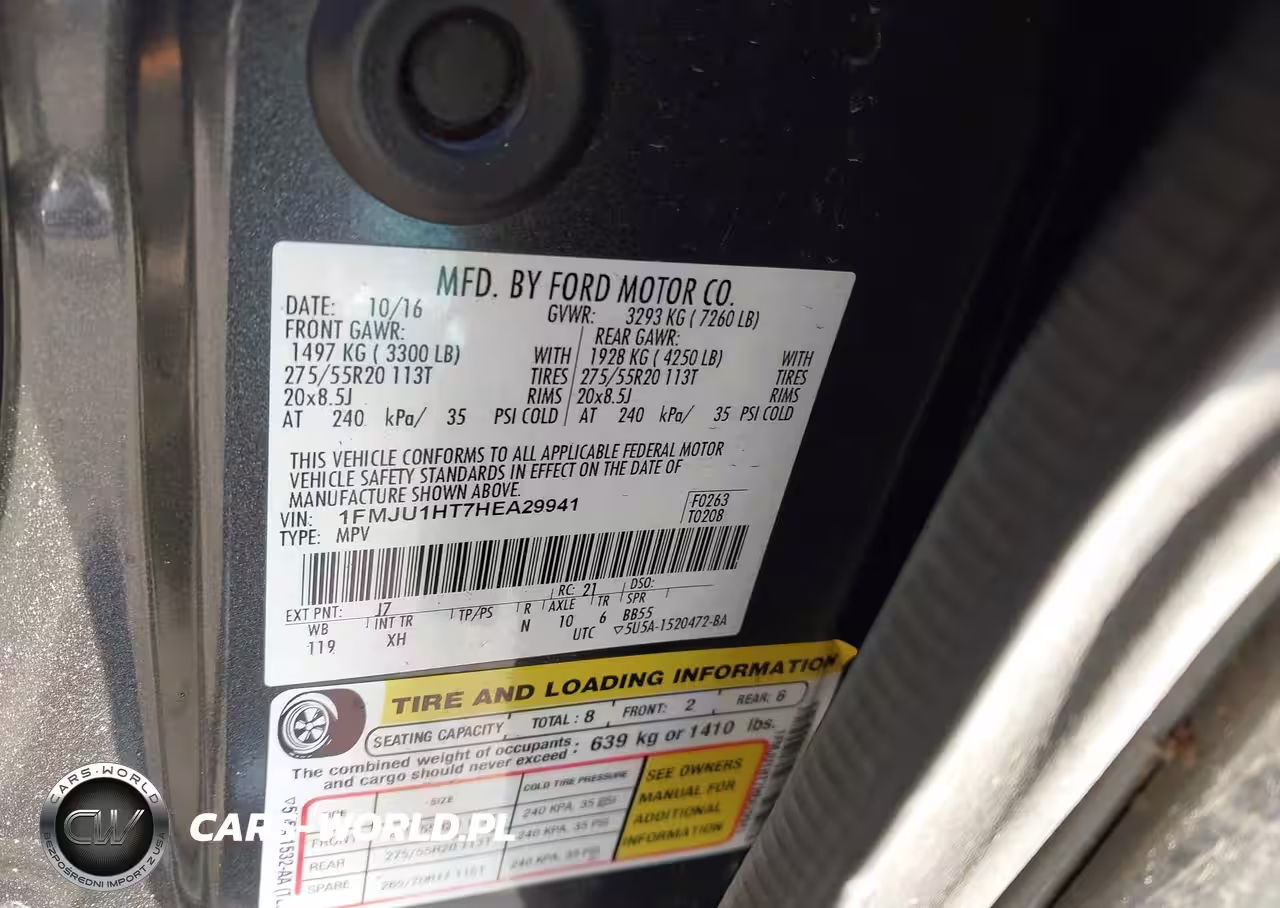 MFD. BY FORD MOTOR CO.
DATE: 10/16 GVWR: 3293 KG ( 7260 LB)
FRONT GAWR: REAR GAWR:
1497 KG ( 3300 LB) WITH 1928 KG ( 4250 LB) WITH
275/55R20 113T TIRES 275/55R20 113T TIRES
20x8.5J RIMS 20x8.5J RIMS
AT 240 kPa/ 35 PSI COLD AT 240 kPa/ 35 PSI COLD
THIS VEHICLE CONFORMS TO ALL APPLICABLE FEDERAL MOTOR
VEHICLE SAFETY STANDARDS IN EFFECT ON THE DATE OF
MANUFACTURE SHOWN ABOVE.
VIN: 1FMJU1HT7HEA29941 F0263
TYPE: MPV T0208
EXT PNT: JZ RC: 21 DSO:
WB INT TR TP/PS R AXLE TR SPR
119 XH N 10 6 BB55
UTC ▽5U5A-1520472-BA
TIRE AND LOADING INFORMATION
SEATING CAPACITY TOTAL : 8 FRONT: 2 REAR: 6
The combined weight of occupants
and cargo should never exceed : 639 kg or 1410 lbs.
SIZE COLD TIRE PRESSURE
FRONT 240 KPA, 35 PSI
REAR 275/55R20 113T 240 KPA, 35 PSI
SPARE 240 KPA, 35 PSI
SEE OWNERS
MANUAL FOR
ADDITIONAL
INFORMATION
CARS-WORLD
CW
BEZPOŚREDNI IMPORT Z USA
CARS-WORLD.PL